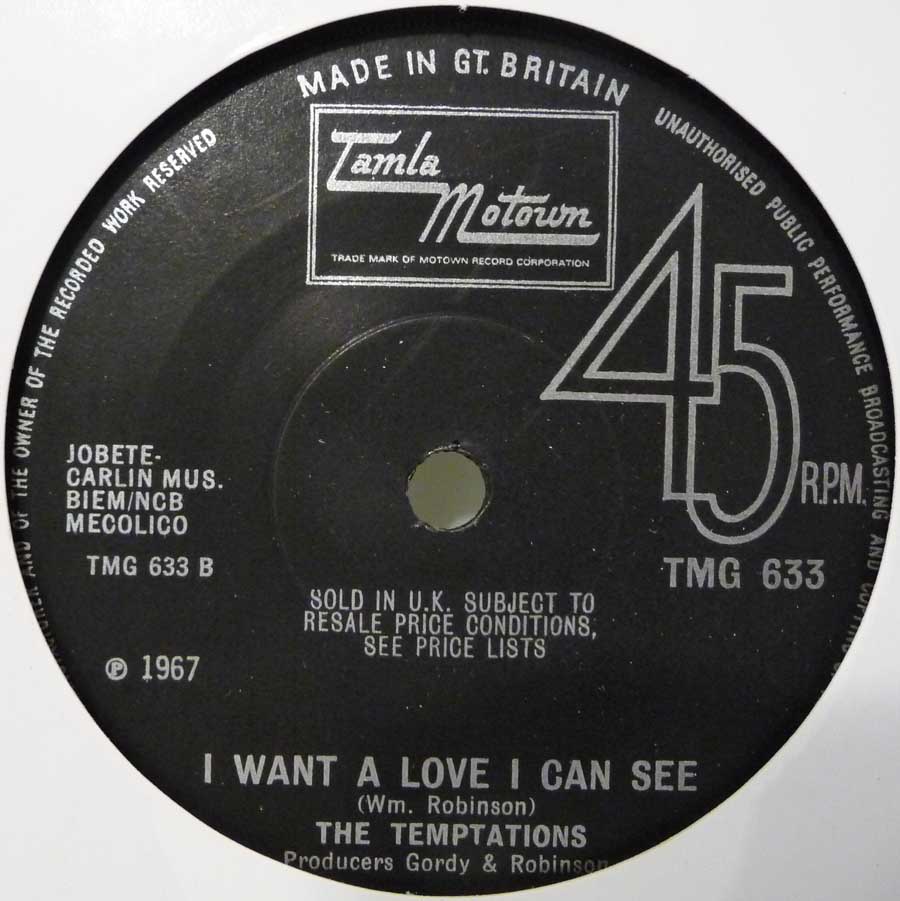 MADE IN GT. BRITAIN
UNAUTHORISED PUBLIC PERFORMANCE BROADCASTING AND
AND OF THE OWNER OF THE RECORDED WORK RESERVED
Tamla
Motown
TRADE MARK OF MOTOWN RECORD CORPORATION
45
R.P.M.
JOBETE-
CARLIN MUS.
BIEM/NCB
MECOLICO
TMG 633 B
TMG 633
SOLD IN U.K. SUBJECT TO
RESALE PRICE CONDITIONS,
SEE PRICE LISTS
℗ 1967
I WANT A LOVE I CAN SEE
(Wm. Robinson)
THE TEMPTATIONS
Producers Gordy & Robinson